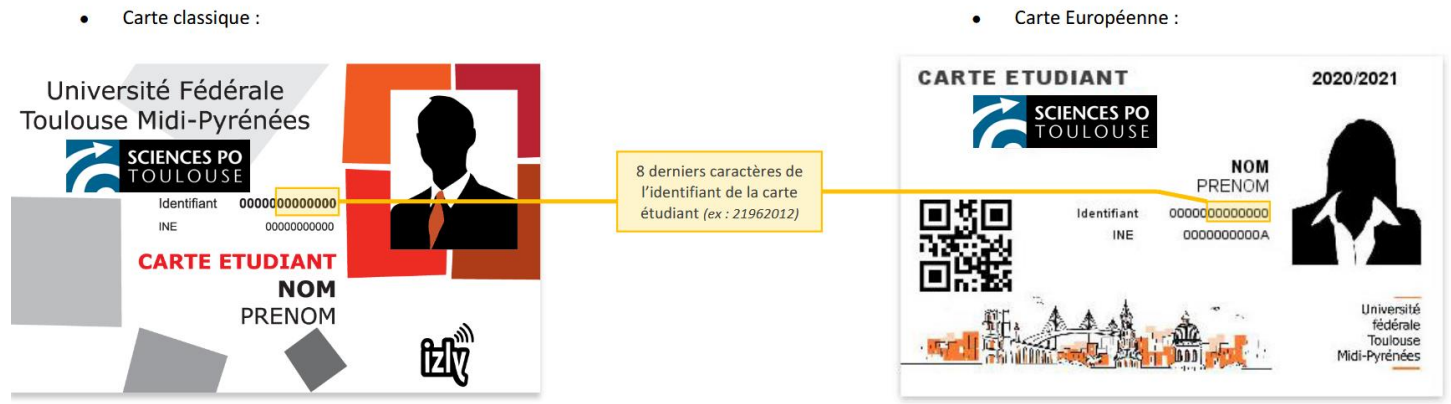 • Carte classique :
Université Fédérale
Toulouse Midi-Pyrénées
SCIENCES PO
TOULOUSE
Identifiant 0000000000000
INE 00000000000
CARTE ETUDIANT
NOM
PRENOM
izly
8 derniers caractères de
l’identifiant de la carte
étudiant (ex : 21962012)
• Carte Européenne :
CARTE ETUDIANT 2020/2021
SCIENCES PO
TOULOUSE
NOM
PRENOM
Identifiant 0000000000000
INE 0000000000A
Université
fédérale
Toulouse
Midi-Pyrénées